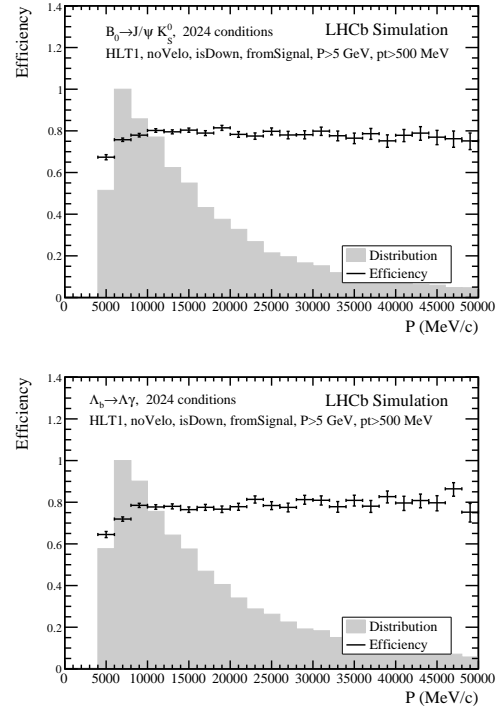 B₀→J/ψ K⁰S, 2024 conditions LHCb Simulation
HLT1, noVelo, isDown, fromSignal, P>5 GeV, pt>500 MeV
Efficiency
1.4
1.2
1
0.8
0.6
0.4
0.2
0
Distribution
Efficiency
0 5000 10000 15000 20000 25000 30000 35000 40000 45000 50000
P (MeV/c)
Λb→Λγ, 2024 conditions LHCb Simulation
HLT1, noVelo, isDown, fromSignal, P>5 GeV, pt>500 MeV
Efficiency
1.4
1.2
1
0.8
0.6
0.4
0.2
0
Distribution
Efficiency
0 5000 10000 15000 20000 25000 30000 35000 40000 45000 50000
P (MeV/c)